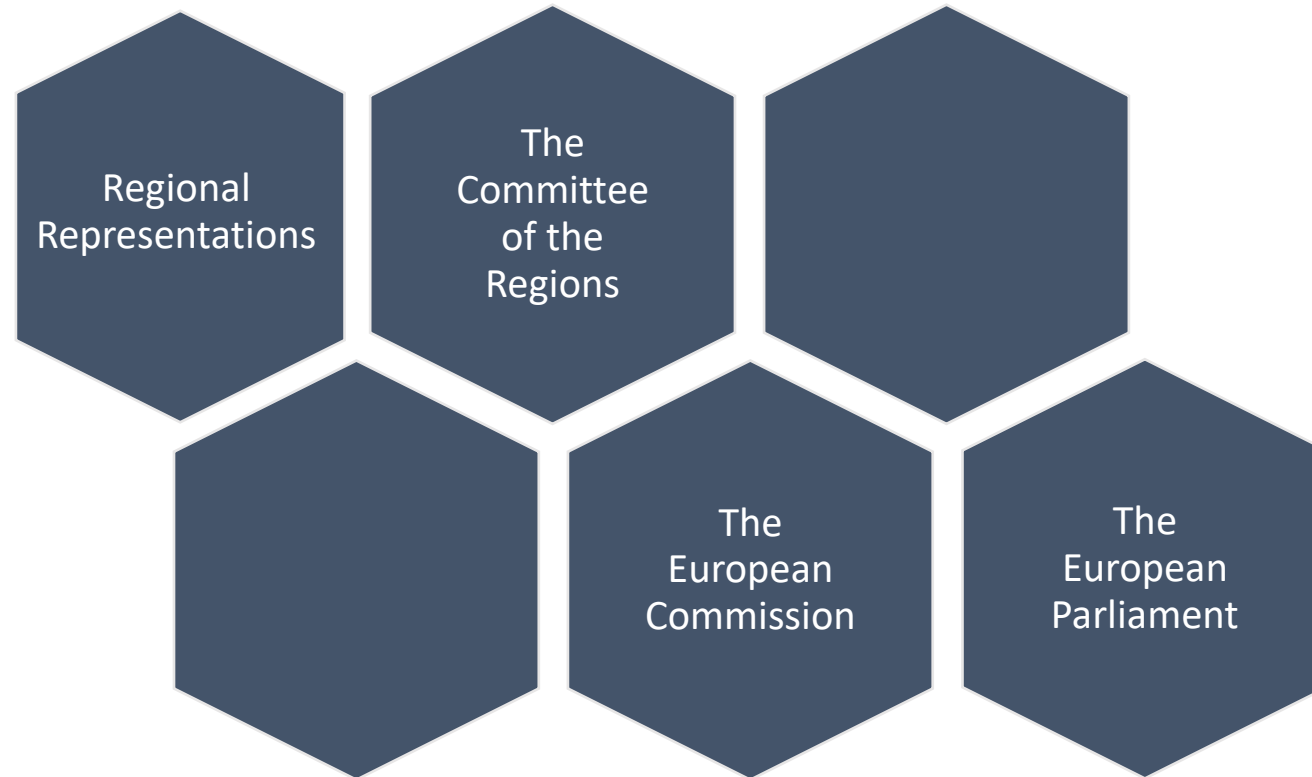 Regional
Representations
The
Committee
of the
Regions
The
European
Commission
The
European
Parliament